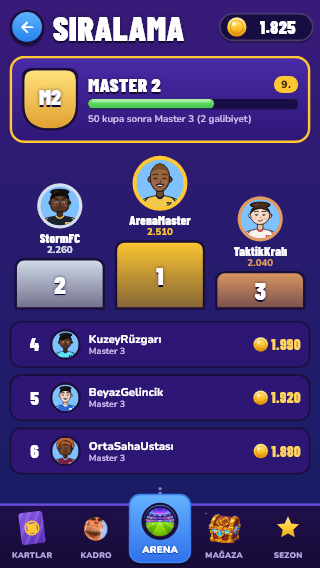 SIRALAMA
1.825
M2
MASTER 2
9.
50 kupa sonra Master 3 (2 galibiyet)
ArenaMaster
2.510
StormFC
2.260
TaktikKralı
2.040
1
2
3
4
KuzeyRüzgarı
Master 3
1.990
5
BeyazGelincik
Master 3
1.920
6
OrtaSahaUstası
Master 3
1.880
KARTLAR
KADRO
ARENA
MAĞAZA
SEZON